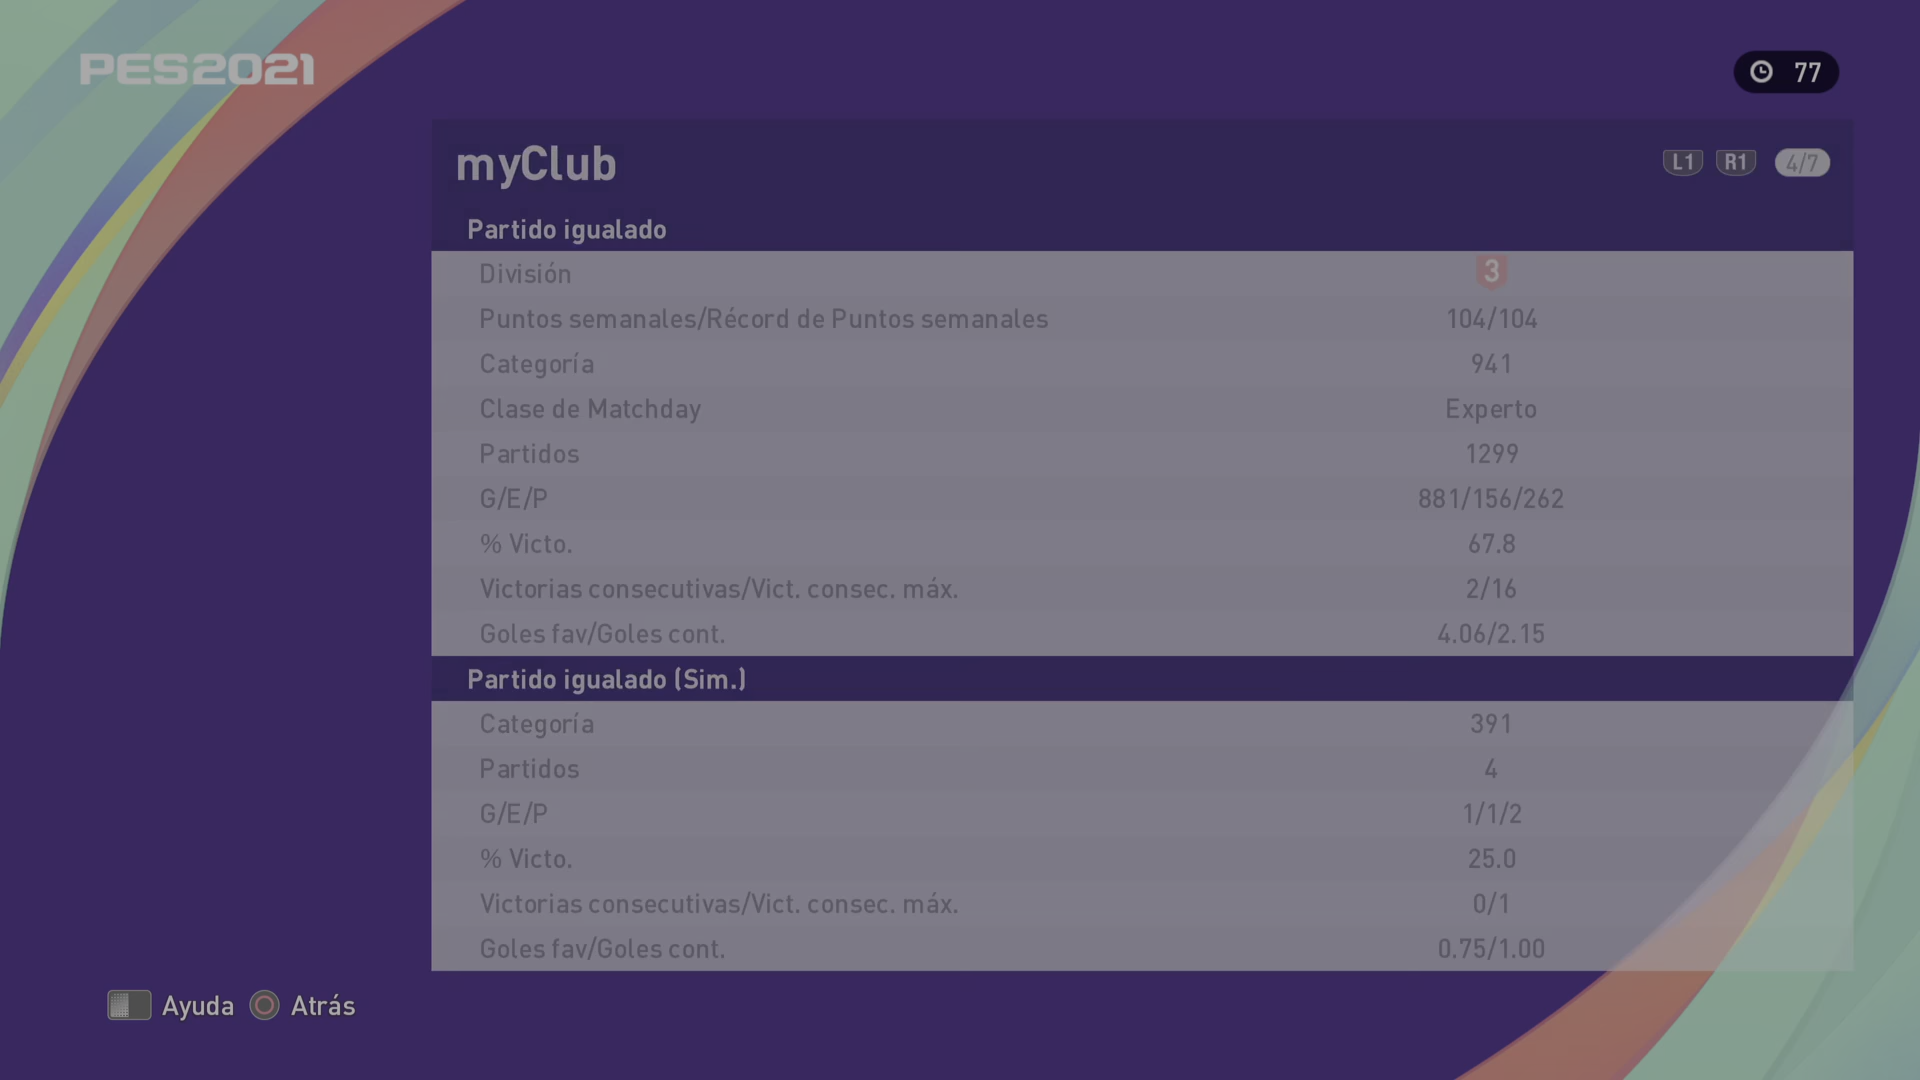 PES2021
77
myClub
L1 R1 4/7
Partido igualado
División 3
Puntos semanales/Récord de Puntos semanales 104/104
Categoría 941
Clase de Matchday Experto
Partidos 1299
G/E/P 881/156/262
% Victo. 67.8
Victorias consecutivas/Vict. consec. máx. 2/16
Goles fav/Goles cont. 4.06/2.15
Partido igualado (Sim.)
Categoría 391
Partidos 4
G/E/P 1/1/2
% Victo. 25.0
Victorias consecutivas/Vict. consec. máx. 0/1
Goles fav/Goles cont. 0.75/1.00
Ayuda Atrás